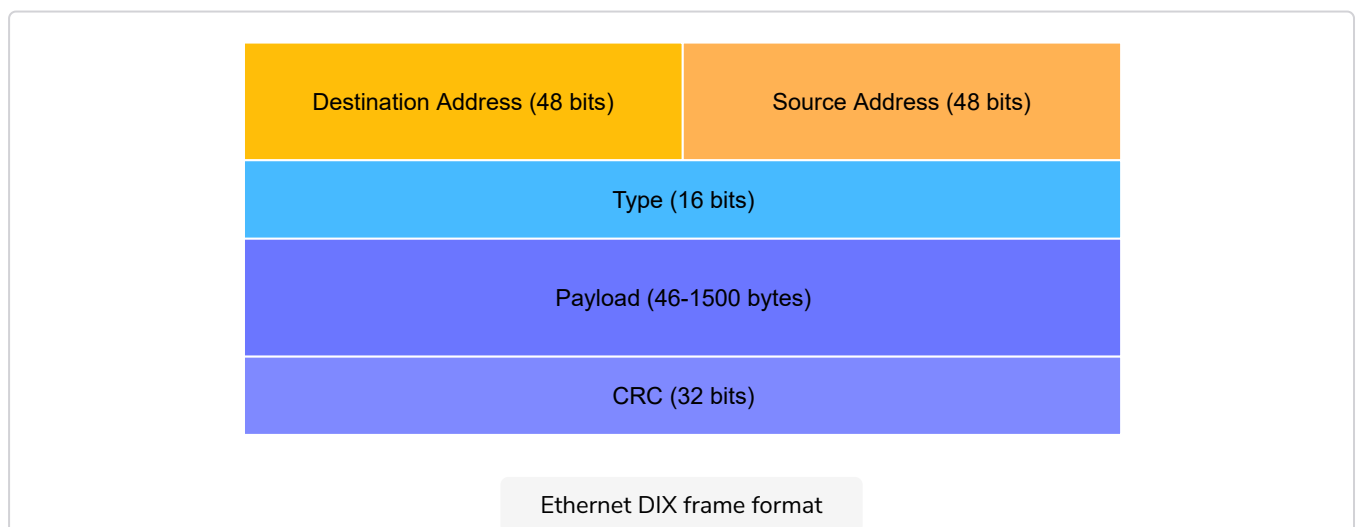 Destination Address (48 bits)
Source Address (48 bits)
Type (16 bits)
Payload (46-1500 bytes)
CRC (32 bits)
Ethernet DIX frame format